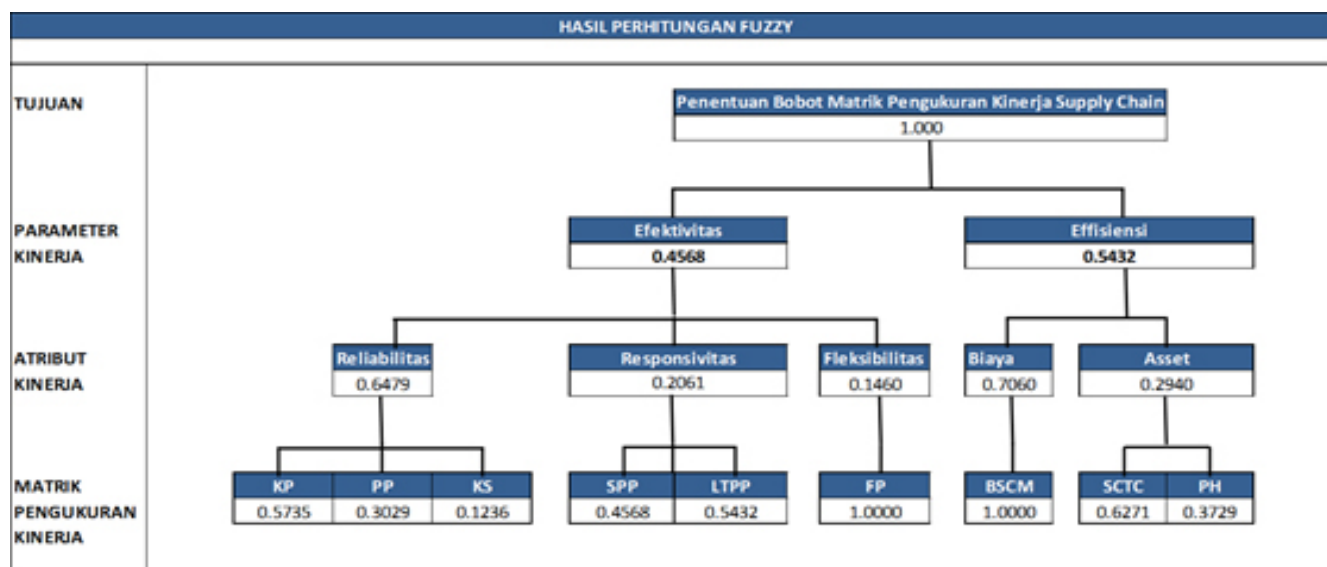 HASIL PERHITUNGAN FUZZY
TUJUAN
Penentuan Bobot Matrik Pengukuran Kinerja Supply Chain
1.000
PARAMETER
KINERJA
Efektivitas
0.4568
Effisiensi
0.5432
ATRIBUT
KINERJA
Reliabilitas
0.6479
Responsivitas
0.2061
Fleksibilitas
0.1460
Biaya
0.7060
Asset
0.2940
MATRIK
PENGUKURAN
KINERJA
KP PP KS
0.5735 0.3029 0.1236
SPP LTPP
0.4568 0.5432
FP
1.0000
BSCM
1.0000
SCTC PH
0.6271 0.3729